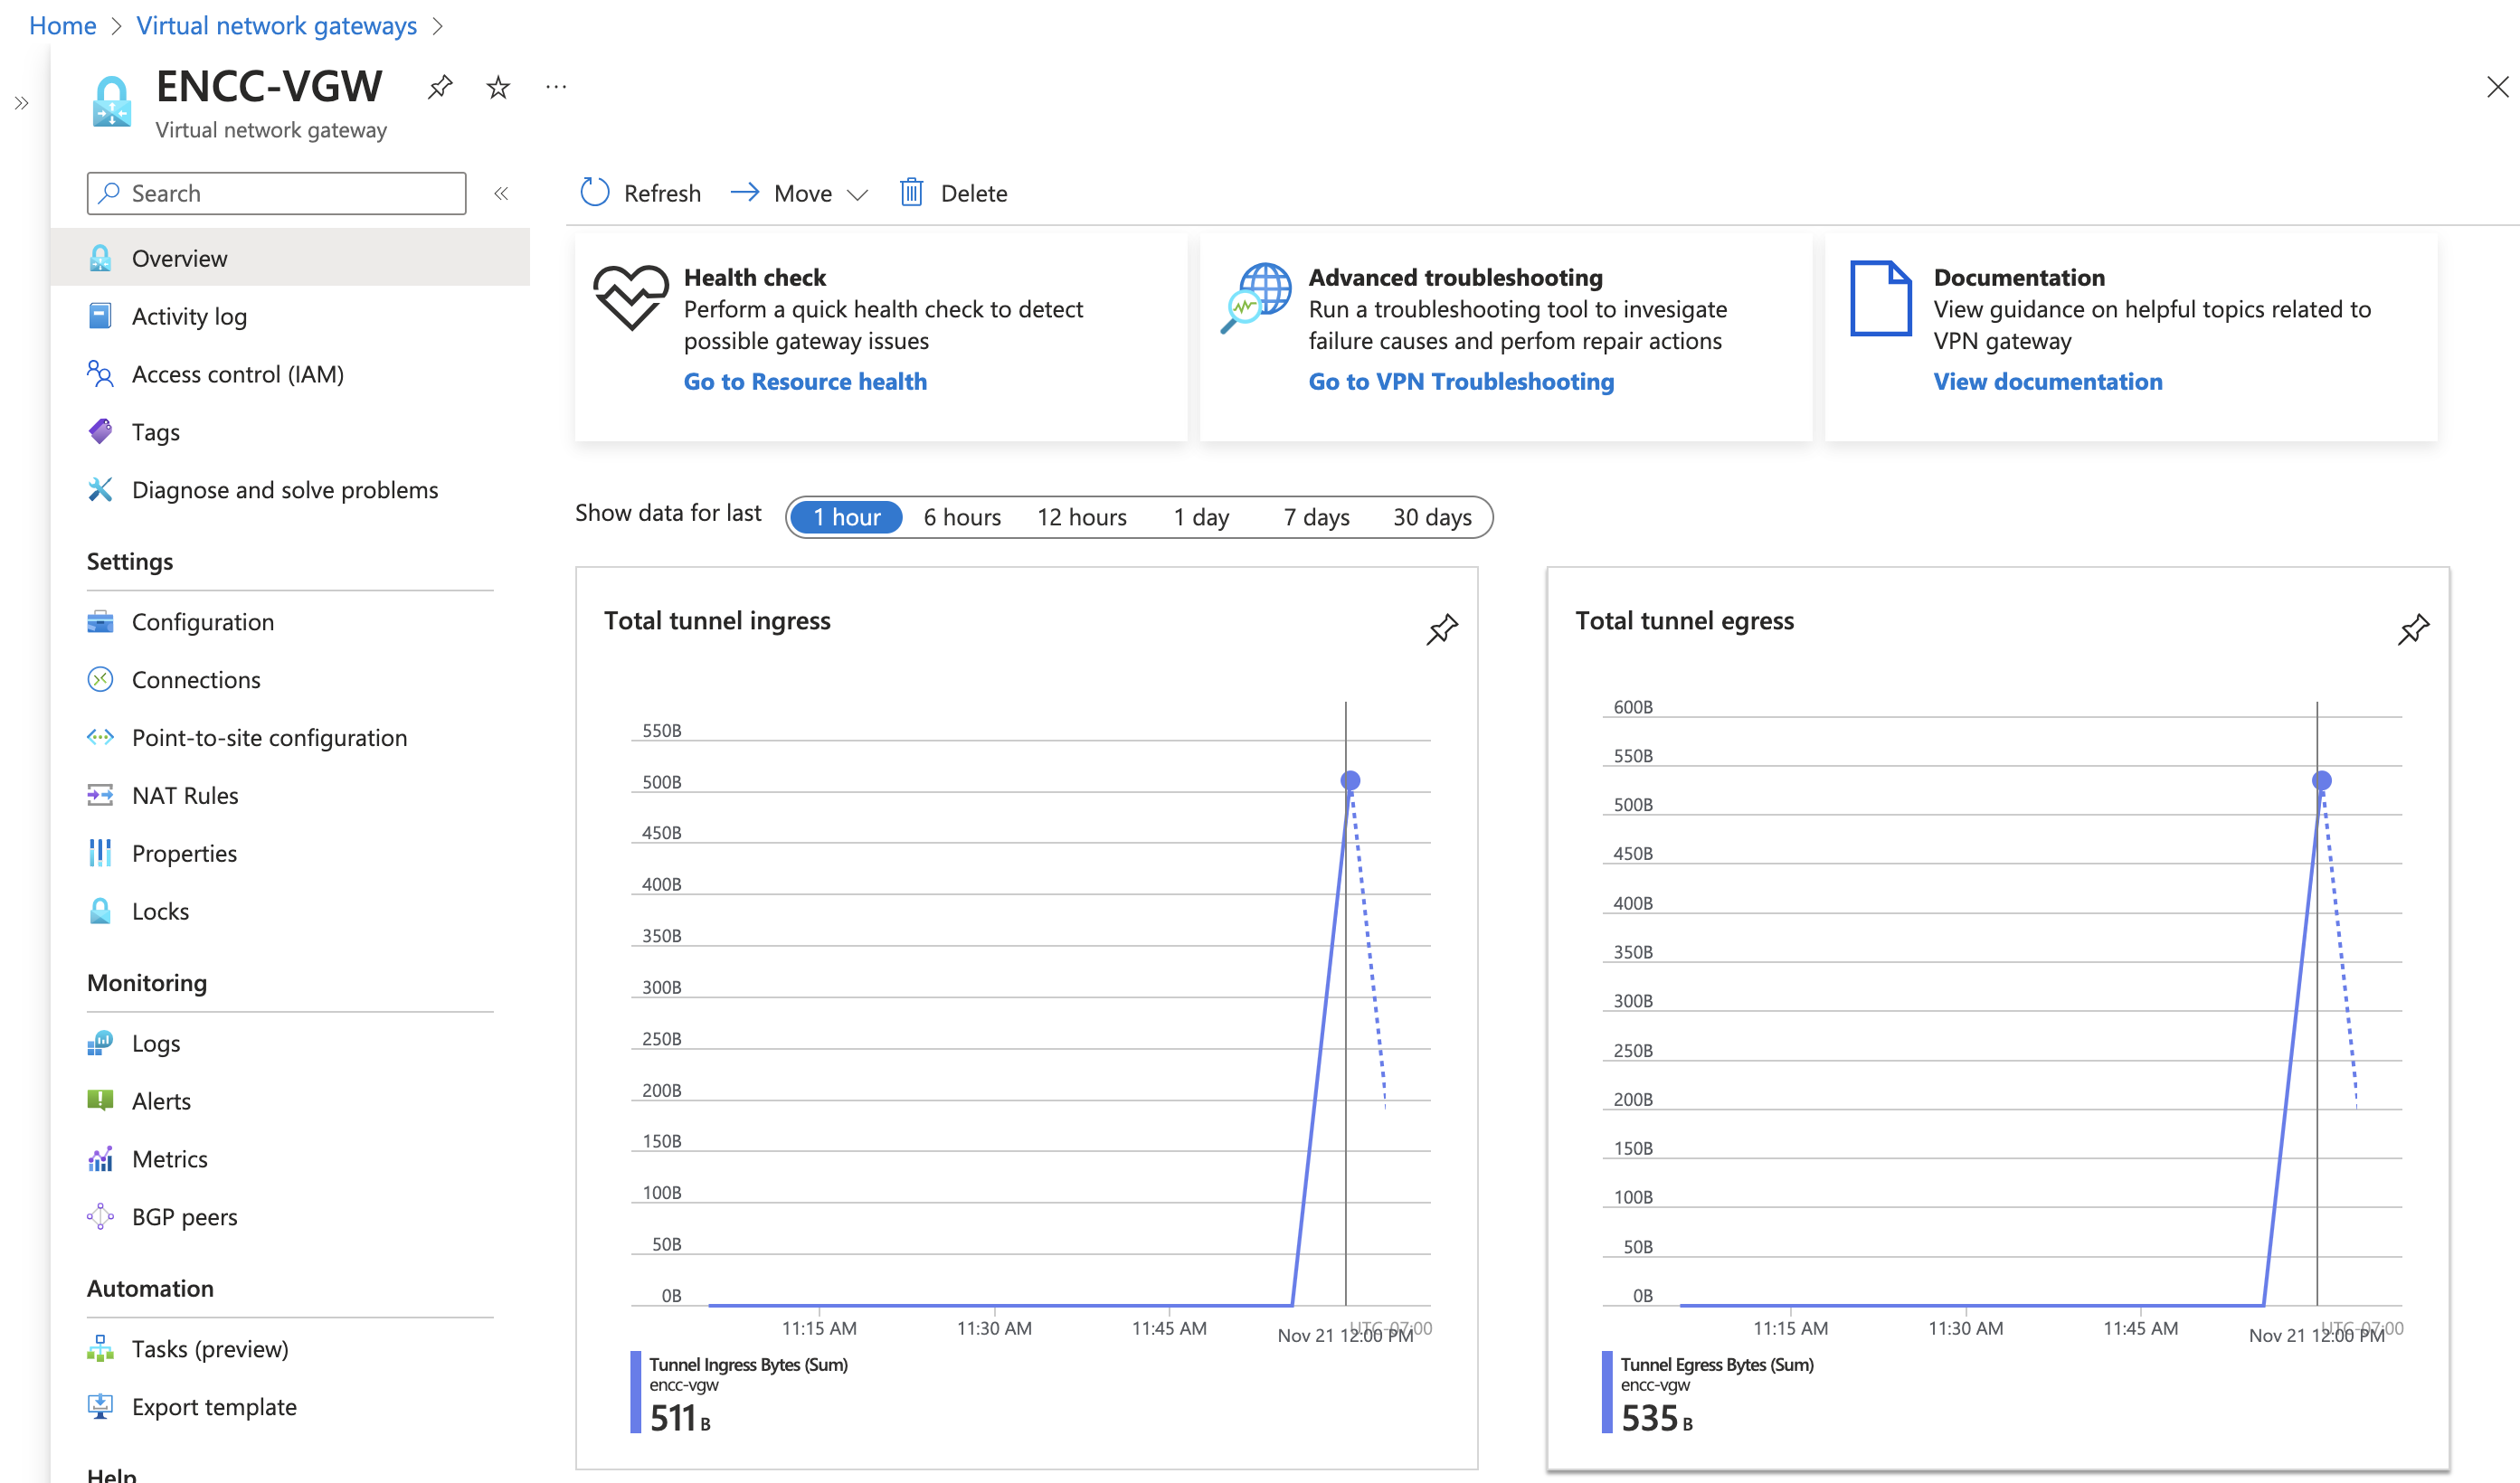 Home > Virtual network gateways >
ENCC-VGW
Virtual network gateway
Search
Overview
Activity log
Access control (IAM)
Tags
Diagnose and solve problems
Settings
Configuration
Connections
Point-to-site configuration
NAT Rules
Properties
Locks
Monitoring
Logs
Alerts
Metrics
BGP peers
Automation
Tasks (preview)
Export template
Help
Refresh
Move
Delete
Health check
Perform a quick health check to detect
possible gateway issues
Go to Resource health
Advanced troubleshooting
Run a troubleshooting tool to invesigate
failure causes and perfom repair actions
Go to VPN Troubleshooting
Documentation
View guidance on helpful topics related to
VPN gateway
View documentation
Show data for last
1 hour 6 hours 12 hours 1 day 7 days 30 days
Total tunnel ingress
550B
500B
450B
400B
350B
300B
250B
200B
150B
100B
50B
0B
11:15 AM 11:30 AM 11:45 AM Nov 21 12:00 PM UTC-07:00
Tunnel Ingress Bytes (Sum)
encc-vgw
511 B
Total tunnel egress
600B
550B
500B
450B
400B
350B
300B
250B
200B
150B
100B
50B
0B
11:15 AM 11:30 AM 11:45 AM Nov 21 12:00 PM UTC-07:00
Tunnel Egress Bytes (Sum)
encc-vgw
535 B